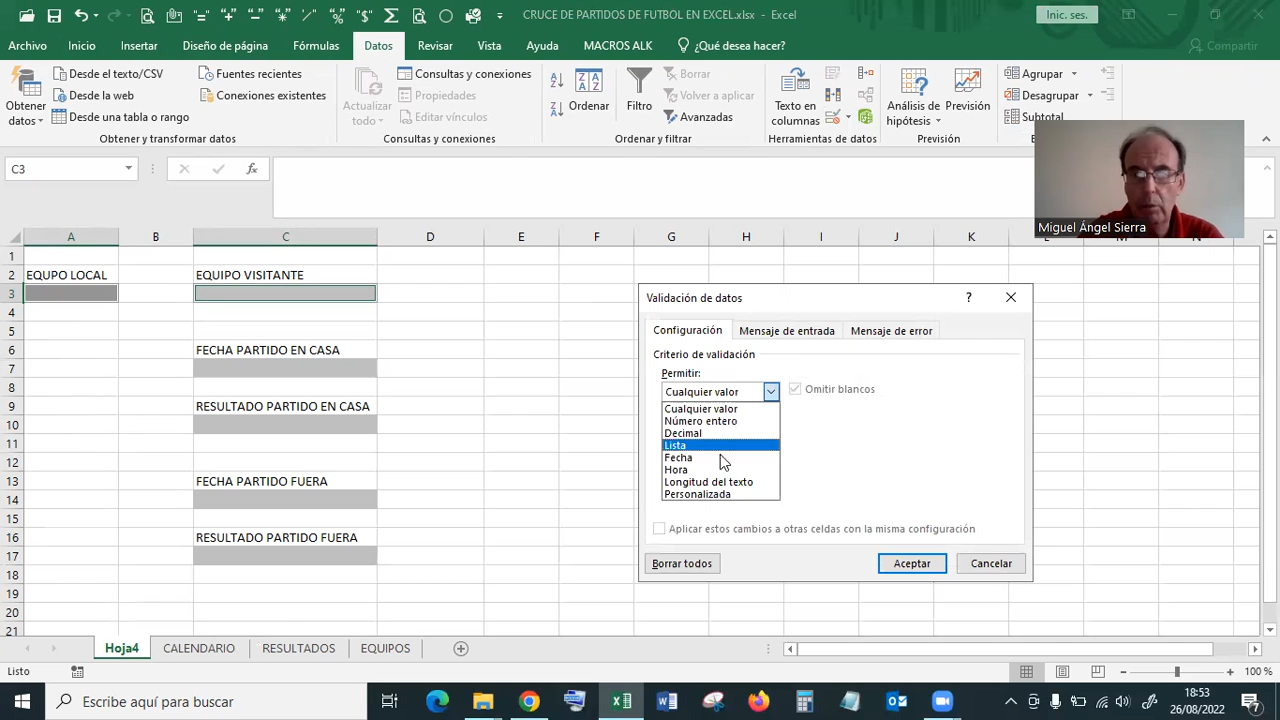 CRUCE DE PARTIDOS DE FUTBOL EN EXCEL.xlsx - Excel
Inic. ses.
Archivo Inicio Insertar Diseño de página Fórmulas Datos Revisar Vista Ayuda MACROS ALK ¿Qué desea hacer? Compartir
Obtener datos
Desde el texto/CSV
Desde la web
Desde una tabla o rango
Fuentes recientes
Conexiones existentes
Obtener y transformar datos
Actualizar todo
Consultas y conexiones
Propiedades
Editar vínculos
Consultas y conexiones
Ordenar
Filtro
Borrar
Volver a aplicar
Avanzadas
Ordenar y filtrar
Texto en columnas
Herramientas de datos
Análisis de hipótesis
Previsión
Previsión
Agrupar
Desagrupar
Subtotal
Miguel Ángel Sierra
C3
fx
A B C D E F G H I J K L M N
1
2 EQUPO LOCAL EQUIPO VISITANTE
3
4
5
6 FECHA PARTIDO EN CASA
7
8
9 RESULTADO PARTIDO EN CASA
10
11
12
13 FECHA PARTIDO FUERA
14
15
16 RESULTADO PARTIDO FUERA
17
18
19
20
21
Validación de datos ?
Configuración Mensaje de entrada Mensaje de error
Criterio de validación
Permitir:
Cualquier valor Omitir blancos
Cualquier valor
Número entero
Decimal
Lista
Fecha
Hora
Longitud del texto
Personalizada
Aplicar estos cambios a otras celdas con la misma configuración
Borrar todos Aceptar Cancelar
Hoja4 CALENDARIO RESULTADOS EQUIPOS
Listo 100 %
Escribe aquí para buscar
18:53
26/08/2022
7